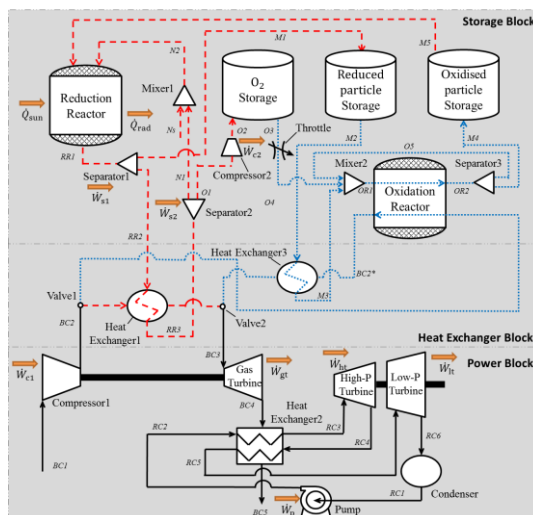 Storage Block
M1
M5
N2
Reduction
Reactor
Q̇sun
Q̇rad
Mixer1
O2
Storage
Reduced
particle
Storage
Oxidised
particle
Storage
Ns
O2
O3
Throttle
M2
M4
RR1
Ẇc2
Compressor2
O5
Separator1
Mixer2
Separator3
N1
O1
Ẇs1
Ẇs2
Separator2
O4
OR1
OR2
Oxidation
Reactor
RR2
Heat
Exchanger3
BC2*
M3
Valve1
BC2
Heat
Exchanger1
RR3
Valve2
BC3
Heat Exchanger Block
Power Block
Ẇc1
Gas
Turbine
Ẇgt
Ẇht
High-P
Turbine
Low-P
Turbine
Ẇlt
Compressor1
BC4
Heat
Exchanger2
RC2
RC3
RC4
RC5
RC6
BC1
BC5
Ẇp
Pump
RC1
Condenser